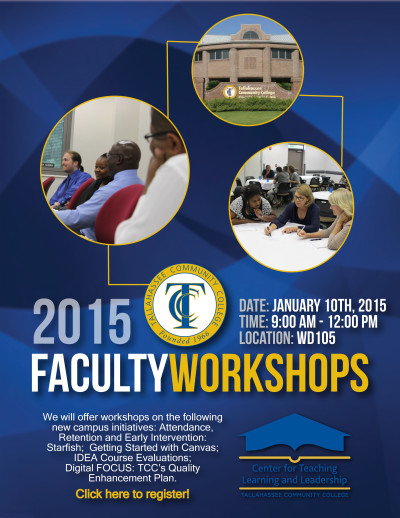 Tallahassee
Community College
TALLAHASSEE COMMUNITY COLLEGE
TCC
Founded 1966
2015
DATE: JANUARY 10TH, 2015
TIME: 9:00 AM - 12:00 PM
LOCATION: WD105
FACULTYWORKSHOPS
We will offer workshops on the following
new campus initiatives: Attendance,
Retention and Early Intervention:
Starfish; Getting Started with Canvas;
IDEA Course Evaluations;
Digital FOCUS: TCC's Quality
Enhancement Plan.
Click here to register!
Center for Teaching
Learning and Leadership
TALLAHASSEE COMMUNITY COLLEGE